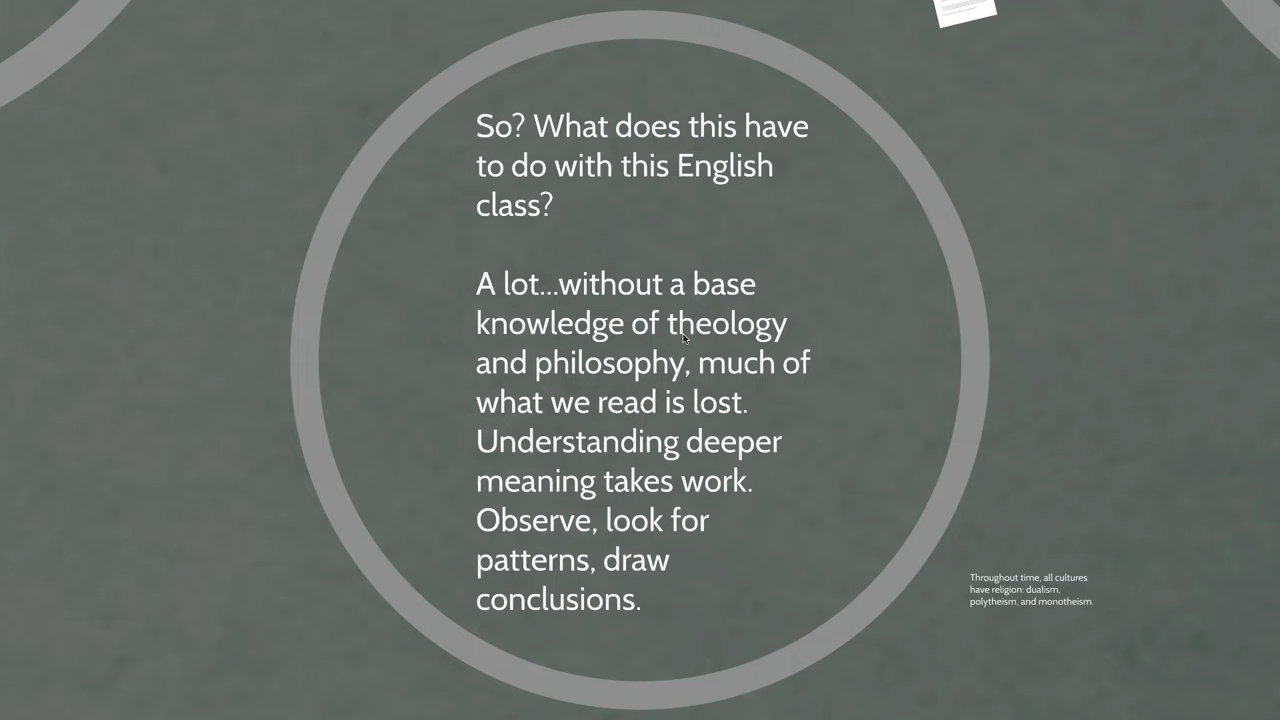 So? What does this have
to do with this English
class?
A lot...without a base
knowledge of theology
and philosophy, much of
what we read is lost.
Understanding deeper
meaning takes work.
Observe, look for
patterns, draw
conclusions.
Throughout time, all cultures
have religion: dualism,
polytheism, and monotheism.